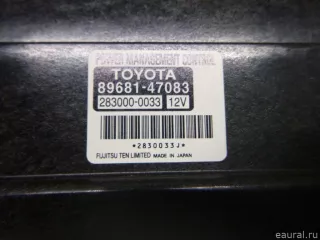 POWER MANAGEMENT CONTROL
TOYOTA
89681-47083
283000-0033 12V
*2830033J*
FUJITSU TEN LIMITED MADE IN JAPAN
© eaural.ru